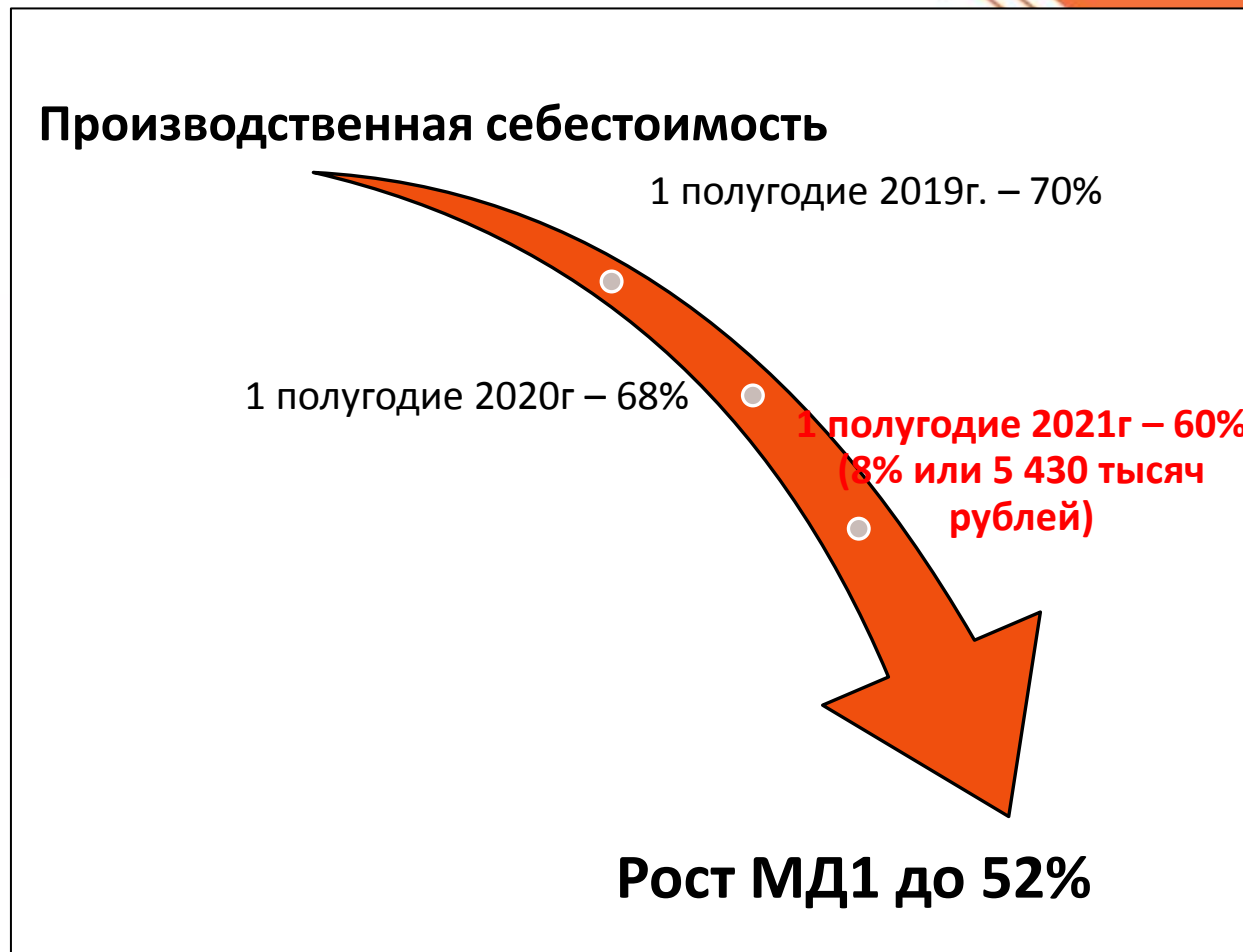 Производственная себестоимость
1 полугодие 2019г. – 70%
1 полугодие 2020г – 68%
1 полугодие 2021г – 60%
(8% или 5 430 тысяч
рублей)
Рост МД1 до 52%